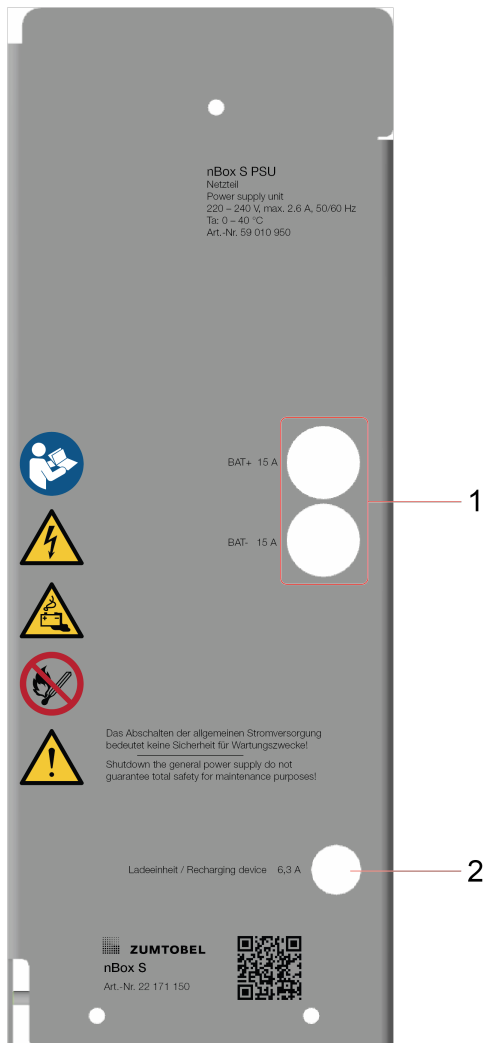 nBox S PSU
Netzteil
Power supply unit
220 – 240 V, max. 2,6 A, 50/60 Hz
Ta: 0 – 40 °C
Art.-Nr. 59 010 950
BAT+ 15 A
1
BAT- 15 A
Das Abschalten der allgemeinen Stromversorgung
bedeutet keine Sicherheit für Wartungszwecke!
Shutdown the general power supply do not
guarantee total safety for maintenance purposes!
Ladeeinheit / Recharging device 6,3 A
2
ZUMTOBEL
nBox S
Art.-Nr. 22 171 150